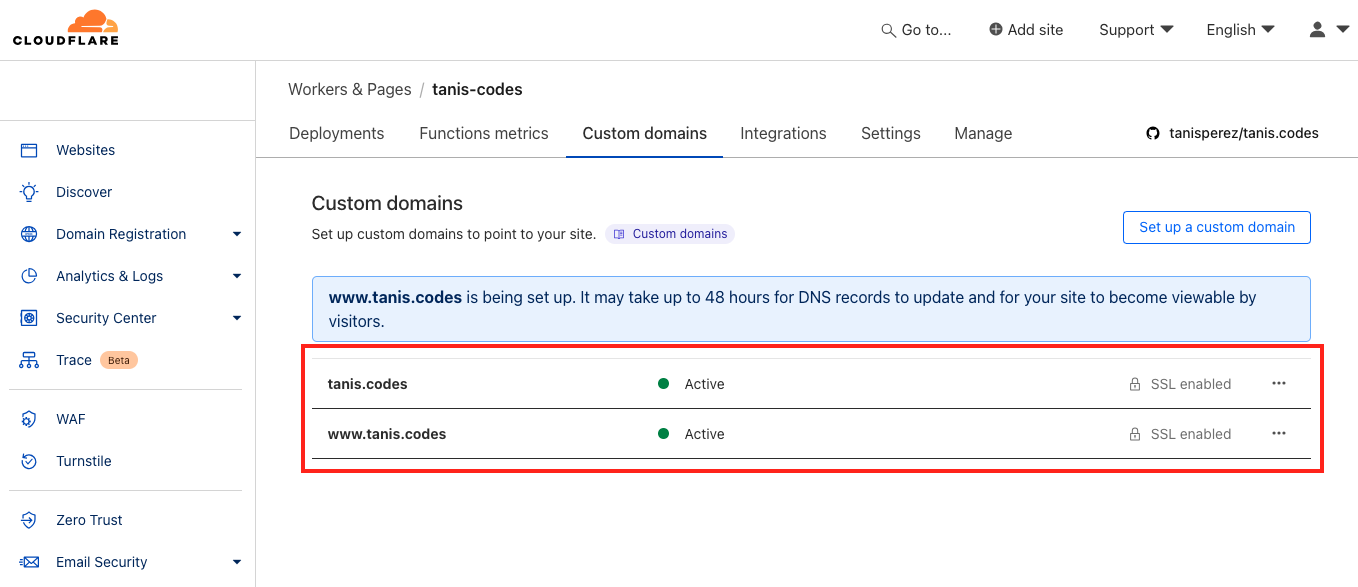 CLOUDFLARE
Go to...
Add site
Support
English
Workers & Pages / tanis-codes
Deployments
Functions metrics
Custom domains
Integrations
Settings
Manage
tanisperez/tanis.codes
Websites
Discover
Domain Registration
Analytics & Logs
Security Center
Trace Beta
WAF
Turnstile
Zero Trust
Email Security
Custom domains
Set up custom domains to point to your site. Custom domains
Set up a custom domain
www.tanis.codes is being set up. It may take up to 48 hours for DNS records to update and for your site to become viewable by
visitors.
tanis.codes Active SSL enabled ...
www.tanis.codes Active SSL enabled ...